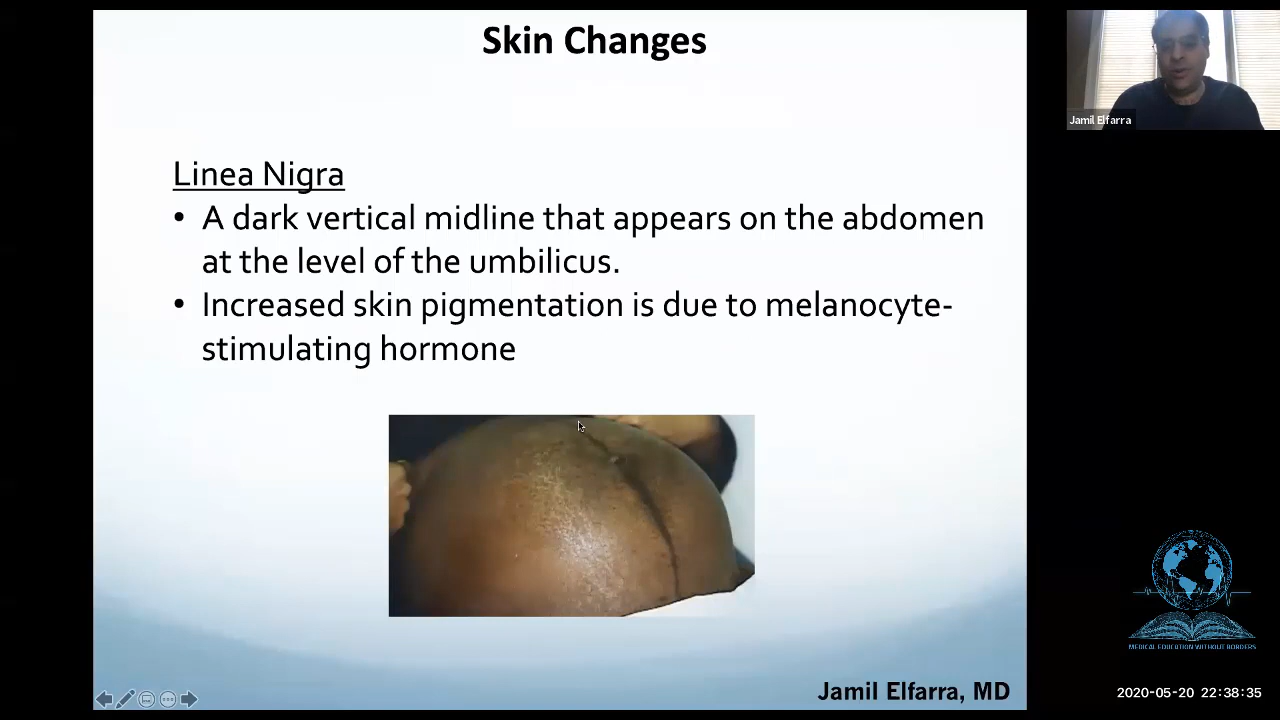 Skin Changes
Linea Nigra
• A dark vertical midline that appears on the abdomen
at the level of the umbilicus.
• Increased skin pigmentation is due to melanocyte-
stimulating hormone
Jamil Elfarra, MD
Jamil Elfarra
MEDICAL EDUCATION WITHOUT BORDERS
2020-05-20 22:38:35